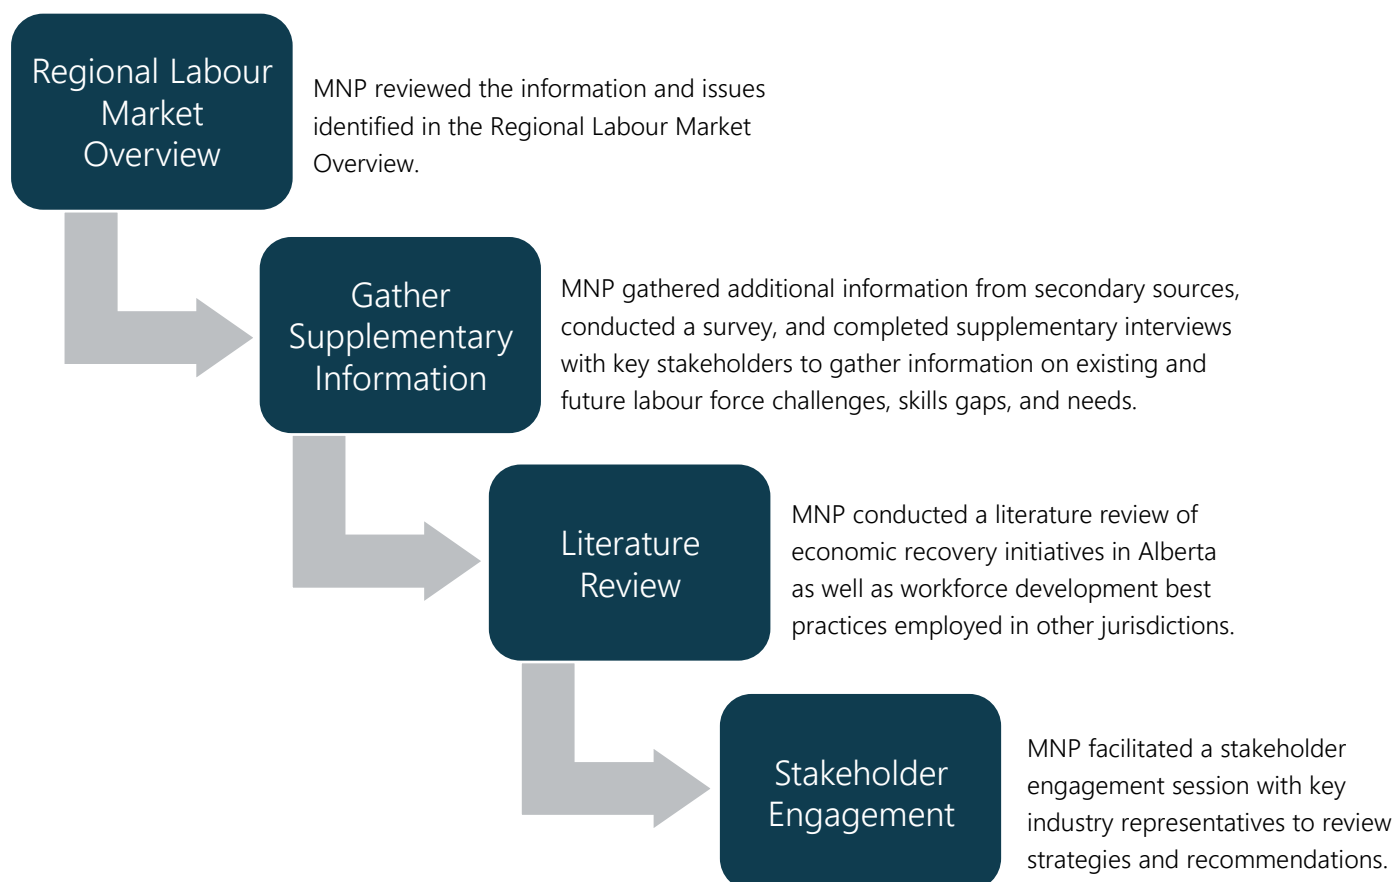 Regional Labour
Market
Overview
MNP reviewed the information and issues
identified in the Regional Labour Market
Overview.
Gather
Supplementary
Information
MNP gathered additional information from secondary sources,
conducted a survey, and completed supplementary interviews
with key stakeholders to gather information on existing and
future labour force challenges, skills gaps, and needs.
Literature
Review
MNP conducted a literature review of
economic recovery initiatives in Alberta
as well as workforce development best
practices employed in other jurisdictions.
Stakeholder
Engagement
MNP facilitated a stakeholder
engagement session with key
industry representatives to review
strategies and recommendations.